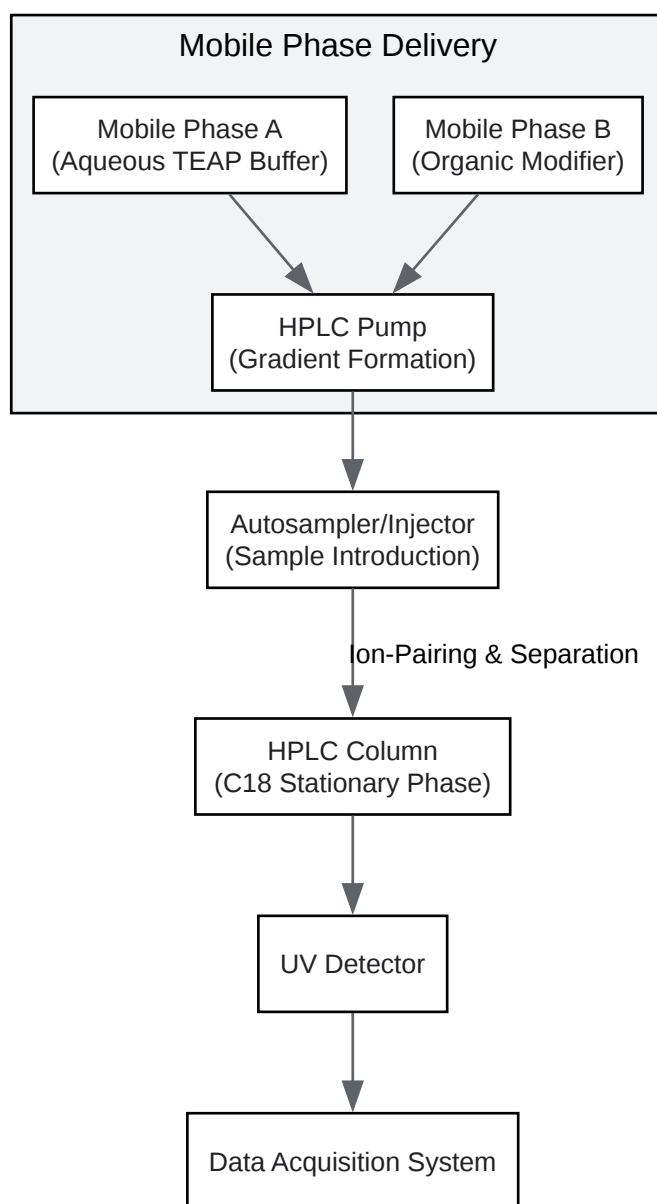 Mobile Phase Delivery
Mobile Phase A
(Aqueous TEAP Buffer)
Mobile Phase B
(Organic Modifier)
HPLC Pump
(Gradient Formation)
Autosampler/Injector
(Sample Introduction)
Ion-Pairing & Separation
HPLC Column
(C18 Stationary Phase)
UV Detector
Data Acquisition System